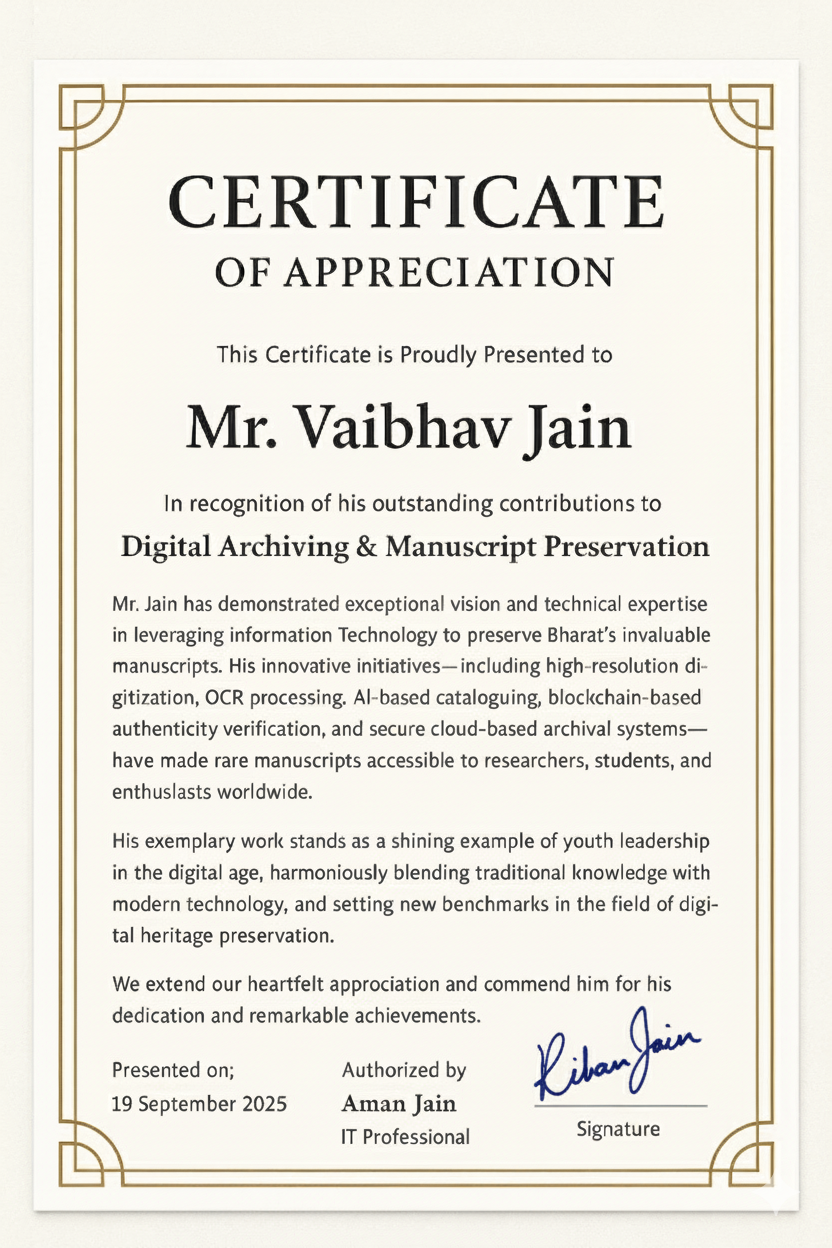 CERTIFICATE
OF APPRECIATION
This Certificate is Proudly Presented to
Mr. Vaibhav Jain
In recognition of his outstanding contributions to
Digital Archiving & Manuscript Preservation
Mr. Jain has demonstrated exceptional vision and technical expertise
in leveraging information Technology to preserve Bharat's invaluable
manuscripts. His innovative initiatives—including high-resolution di-
gitization, OCR processing. AI-based cataloguing, blockchain-based
authenticity verification, and secure cloud-based archival systems—
have made rare manuscripts accessible to researchers, students, and
enthuslasts worldwide.
His exemplary work stands as a shining example of youth leadership
in the digital age, harmoniously blending traditional knowledge with
modern technology, and setting new benchmarks in the field of digi-
tal heritage preservation.
We extend our heartfelt approciation and commend him for his
dedication and remarkable achievements.
Presented on;
19 September 2025
Authorized by
Aman Jain
IT Professional
Riban Jain
Signature